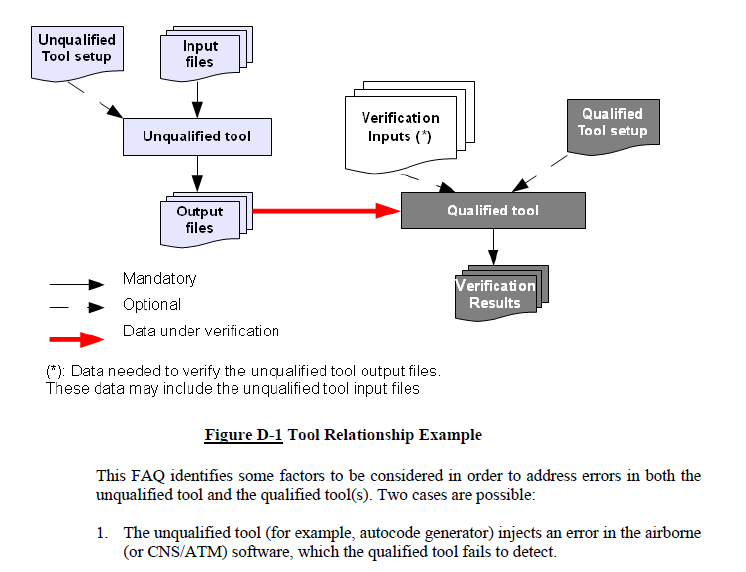 Unqualified
Tool setup
Input
files
Unqualified tool
Output
files
Verification
Inputs (*)
Qualified
Tool setup
Qualified tool
Verification
Results
Mandatory
Optional
Data under verification
(*): Data needed to verify the unqualified tool output files.
These data may include the unqualified tool input files
Figure D-1 Tool Relationship Example
This FAQ identifies some factors to be considered in order to address errors in both the
unqualified tool and the qualified tool(s). Two cases are possible:
1. The unqualified tool (for example, autocode generator) injects an error in the airborne
(or CNS/ATM) software, which the qualified tool fails to detect.